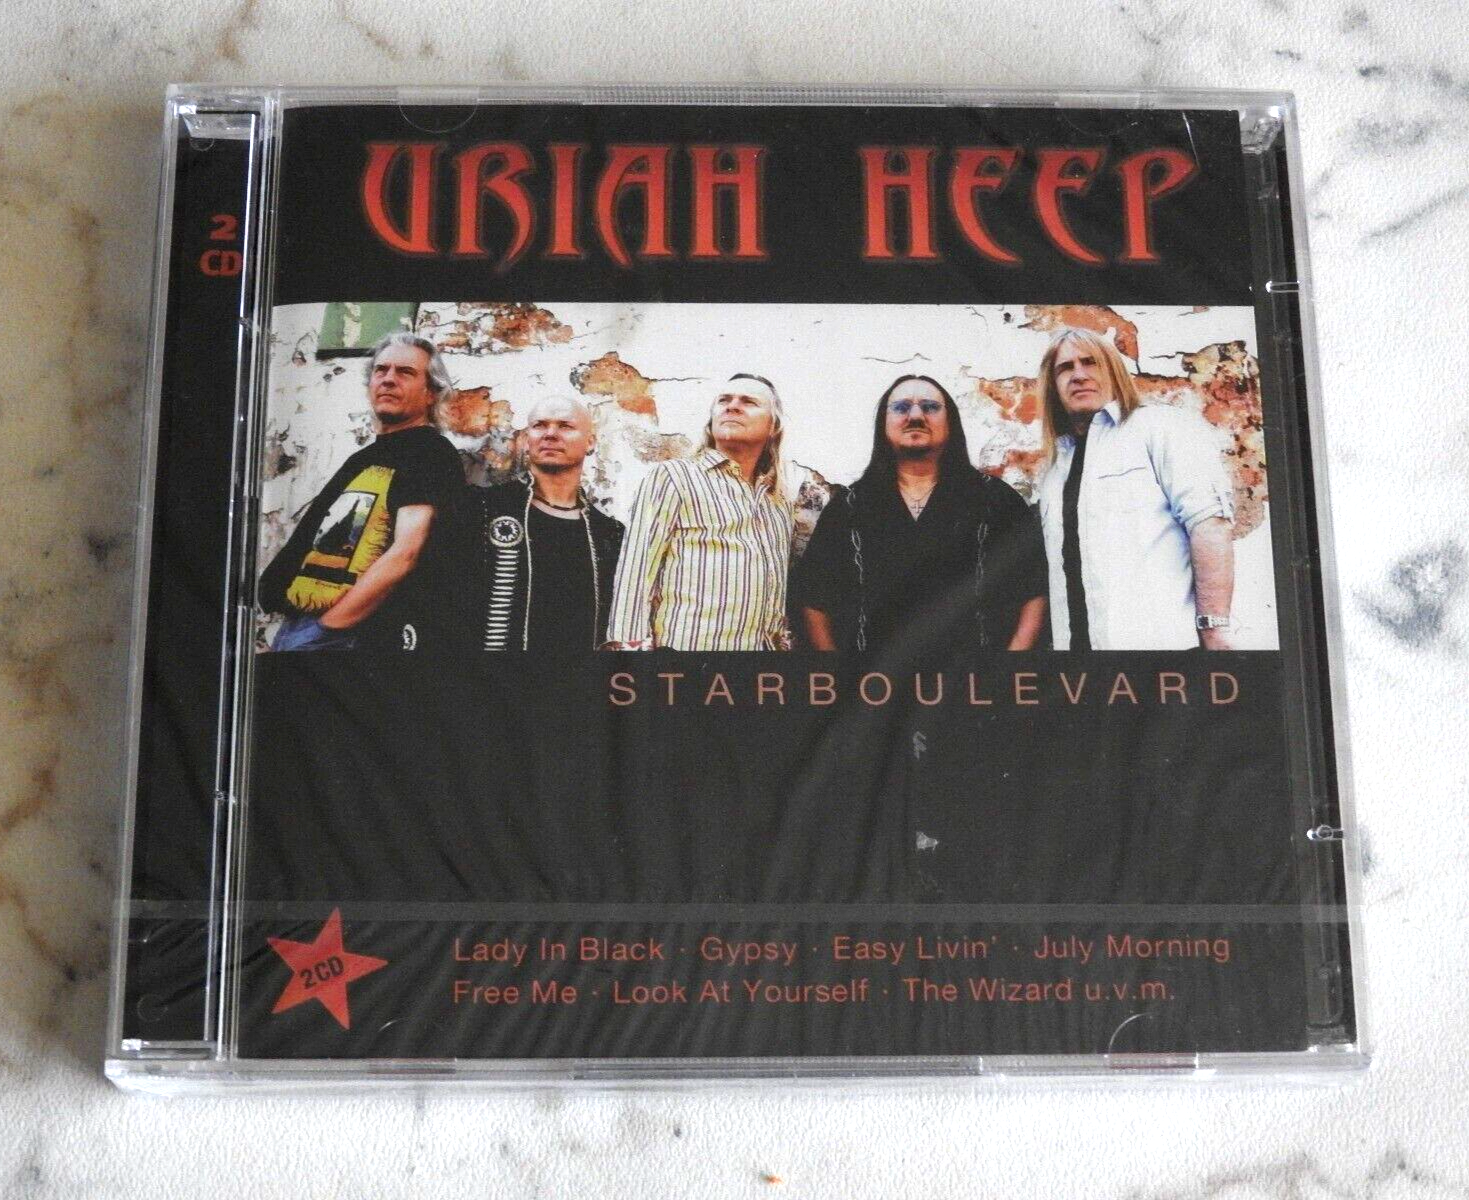 URIAH HEEP
2
CD
STARBOULEVARD
2CD
Lady In Black · Gypsy · Easy Livin' · July Morning
Free Me · Look At Yourself · The Wizard u.v.m.